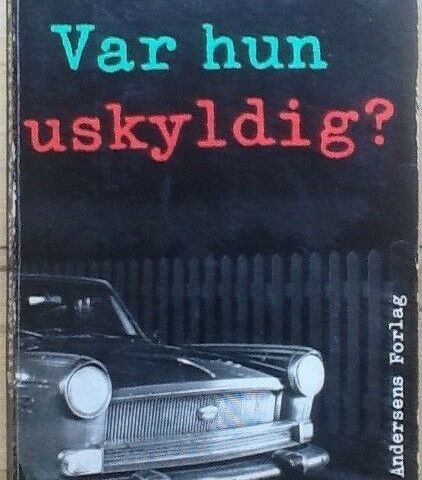 Var hun
uskyldig?
Andersens Forlag